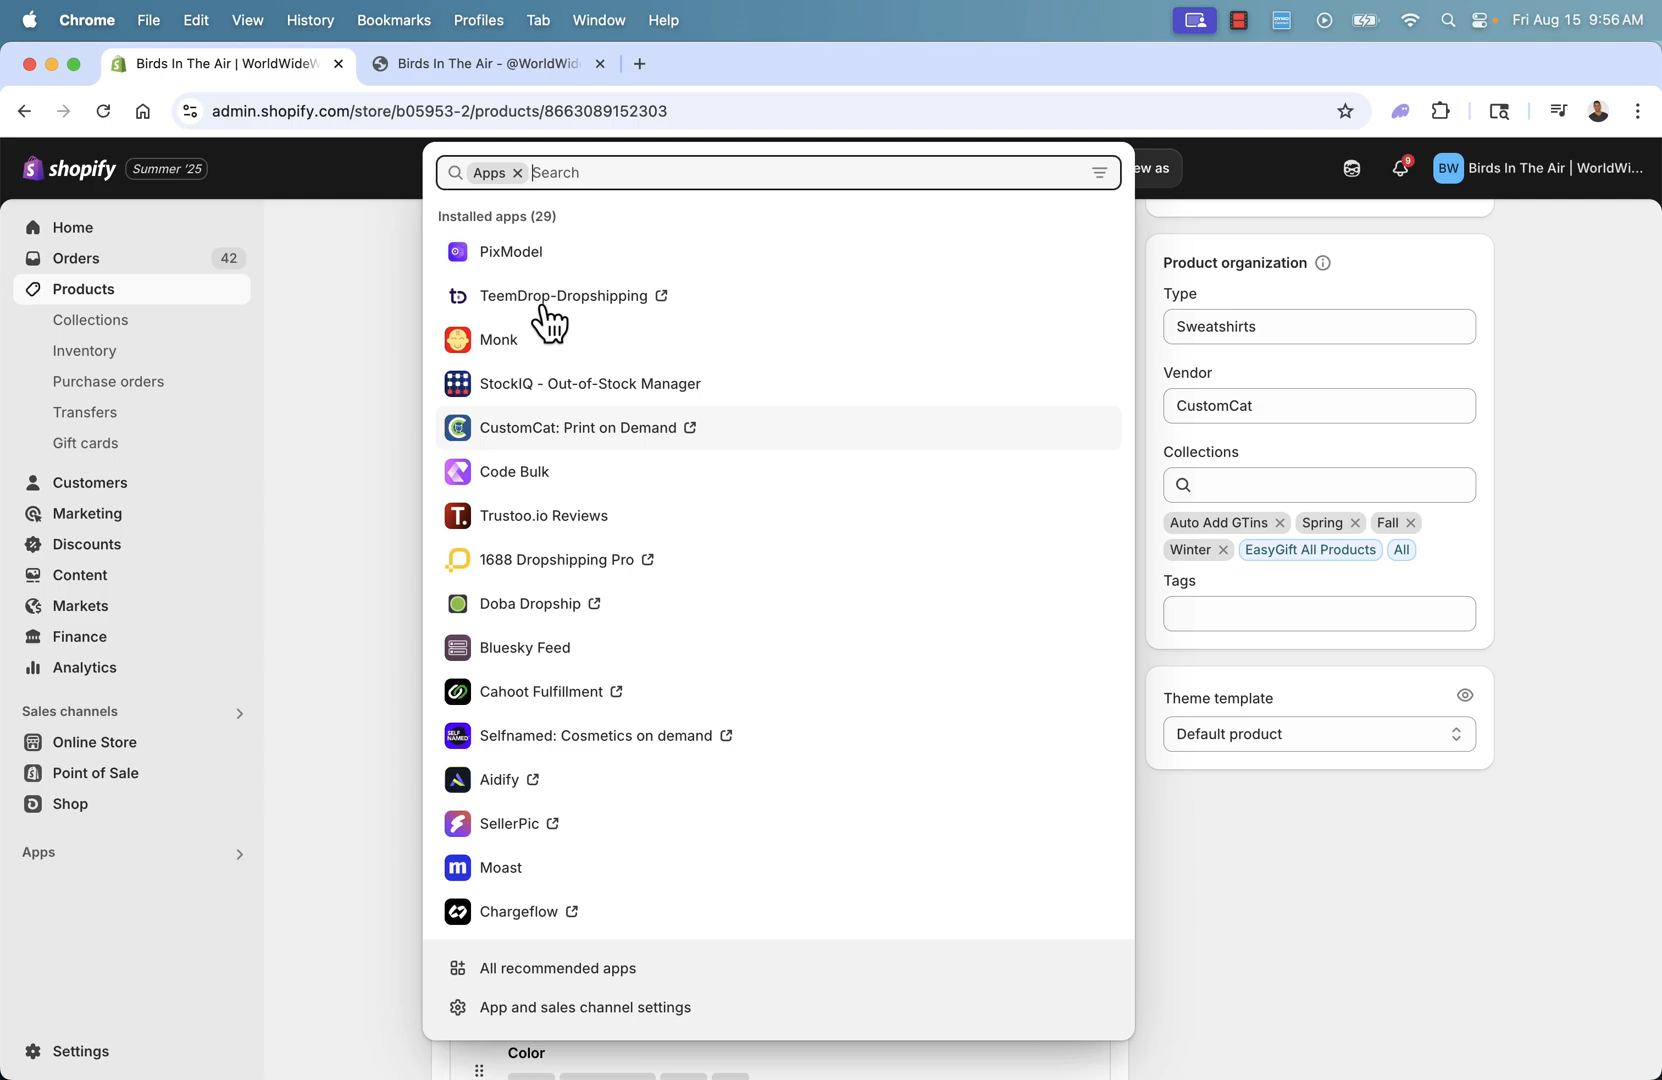 Chrome File Edit View History Bookmarks Profiles Tab Window Help Fri Aug 15 9:56 AM
Birds In The Air | WorldWideW
Birds In The Air - @WorldWid
admin.shopify.com/store/b05953-2/products/8663089152303
shopify Summer '25
Apps Search
ew as
9
BW Birds In The Air | WorldWi...
Home
Orders 42
Products
Collections
Inventory
Purchase orders
Transfers
Gift cards
Customers
Marketing
Discounts
Content
Markets
Finance
Analytics
Sales channels
Online Store
Point of Sale
Shop
Apps
Settings
Installed apps (29)
PixModel
TeemDrop-Dropshipping
Monk
StockIQ - Out-of-Stock Manager
CustomCat: Print on Demand
Code Bulk
Trustoo.io Reviews
1688 Dropshipping Pro
Doba Dropship
Bluesky Feed
Cahoot Fulfillment
Selfnamed: Cosmetics on demand
Aidify
SellerPic
Moast
Chargeflow
All recommended apps
App and sales channel settings
Color
Product organization
Type
Sweatshirts
Vendor
CustomCat
Collections
Auto Add GTins Spring Fall
Winter EasyGift All Products All
Tags
Theme template
Default product